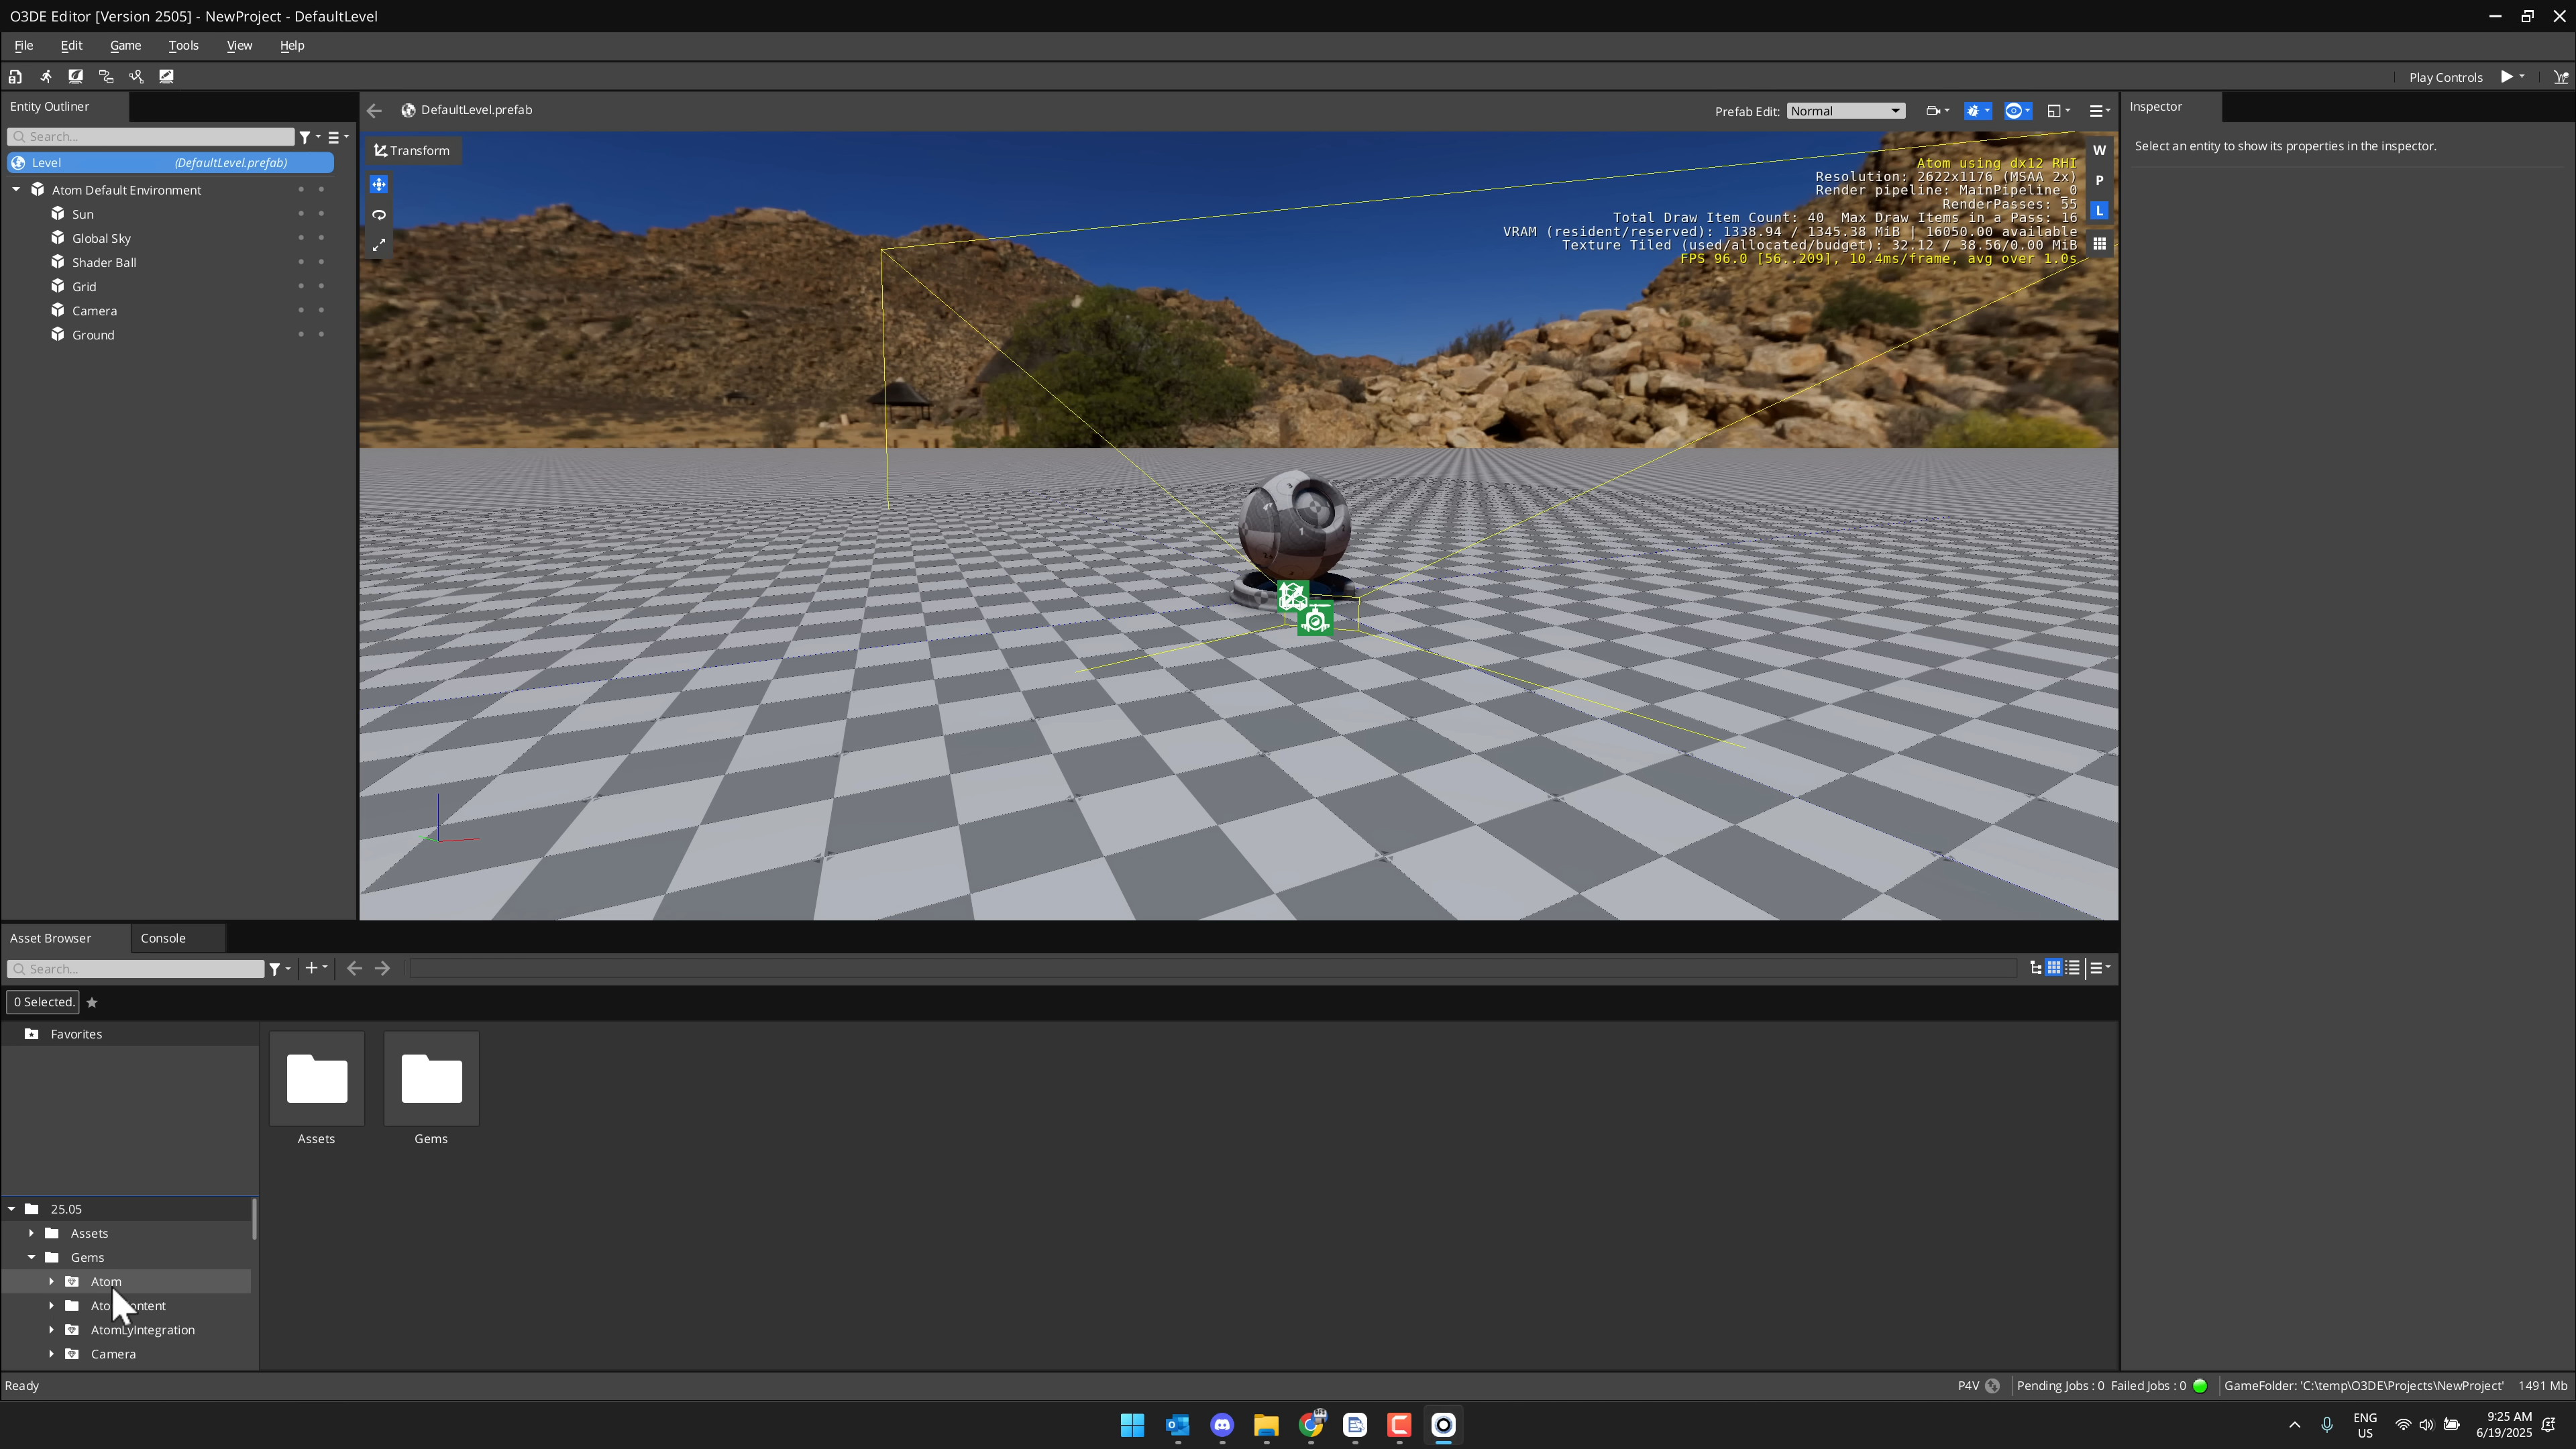 O3DE Editor [Version 2505] - NewProject - DefaultLevel
File Edit Game Tools View Help
Play Controls
Entity Outliner
DefaultLevel.prefab
Prefab Edit: Normal
Inspector
Search...
Select an entity to show its properties in the inspector.
Level (DefaultLevel.prefab)
Transform
Atom Default Environment
Sun
Global Sky
Shader Ball
Grid
Camera
Ground
Atom using dx12 RHI
Resolution: 2622x1176 (MSAA 2x)
Render pipeline: MainPipeline_0
RenderPasses: 55
Total Draw Item Count: 40 Max Draw Items in a Pass: 16
VRAM (resident/reserved): 1338.94 / 1345.38 MiB | 16050.00 available
Texture Tiled (used/allocated/budget): 32.12 / 38.56/0.00 MiB
FPS 96.0 [56..209], 10.4ms/frame, avg over 1.0s
W
P
L
Asset Browser
Console
Search...
0 Selected.
Favorites
Assets
Gems
25.05
Assets
Gems
Atom
AtomLyIntegration
Camera
Ready
P4V
Pending Jobs : 0 Failed Jobs : 0
GameFolder: 'C:\temp\O3DE\Projects\NewProject'
1491 Mb
ENG
US
9:25 AM
6/19/2025